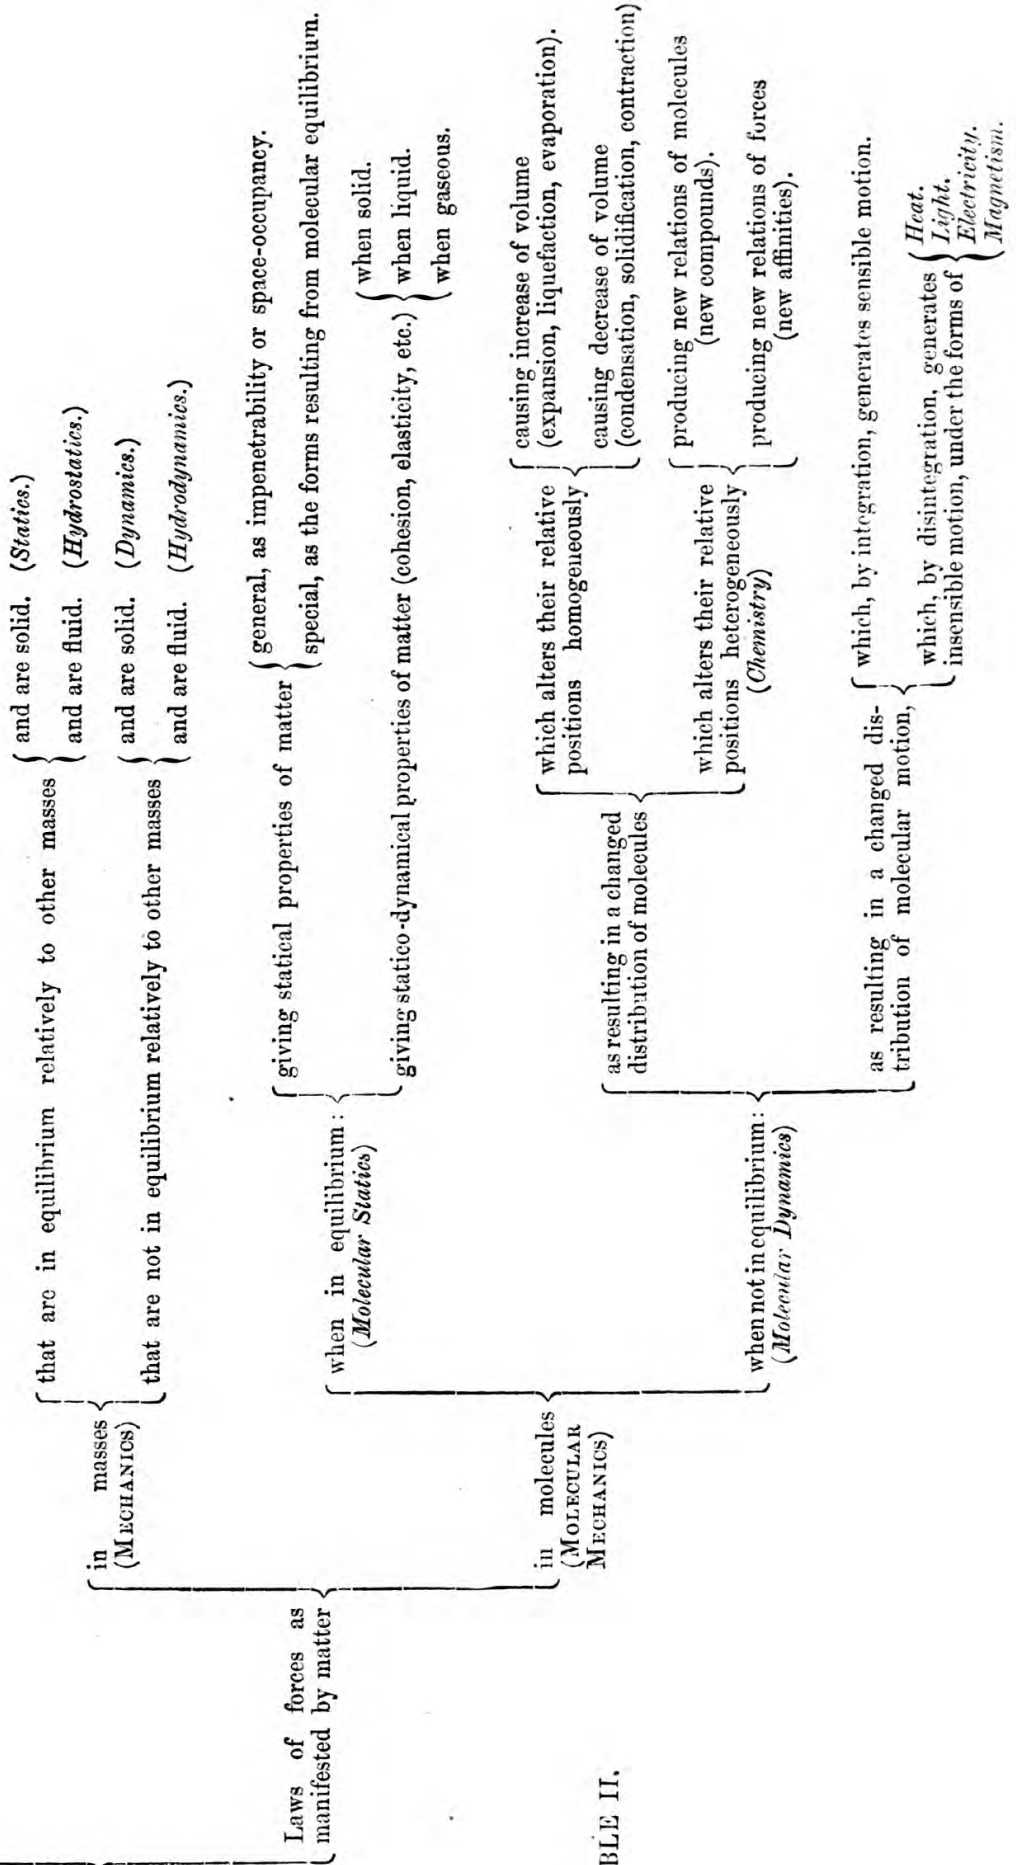 Laws of forces as
manifested by matter
in masses
(MECHANICS)
that are in equilibrium relatively to other masses
and are solid. (Statics.)
and are fluid. (Hydrostatics.)
that are not in equilibrium relatively to other masses
and are solid. (Dynamics.)
and are fluid. (Hydrodynamics.)
in molecules
(MOLECULAR
MECHANICS)
when in equilibrium:
(Molecular Statics)
giving statical properties of matter
general, as impenetrability or space-occupancy.
special, as the forms resulting from molecular equilibrium.
giving statico-dynamical properties of matter (cohesion, elasticity, etc.)
when solid.
when liquid.
when gaseous.
when not in equilibrium:
(Molecular Dynamics)
as resulting in a changed
distribution of molecules
which alters their relative
positions homogeneously
causing increase of volume
(expansion, liquefaction, evaporation).
causing decrease of volume
(condensation, solidification, contraction)
which alters their relative
positions heterogeneously
(Chemistry)
producing new relations of molecules
(new compounds).
producing new relations of forces
(new affinities).
as resulting in a changed dis-
tribution of molecular motion,
which, by integration, generates sensible motion.
which, by disintegration, generates
insensible motion, under the forms of
Heat.
Light.
Electricity.
Magnetism.
BLE II.